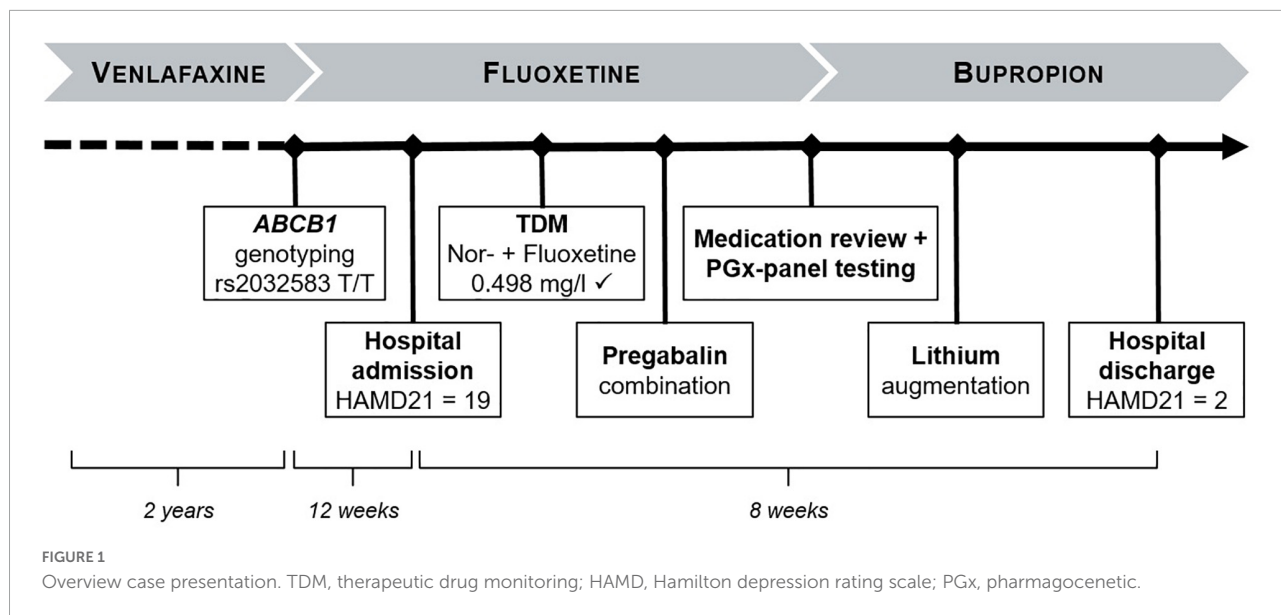 VENLAFAXINE
FLUOXETINE
BUPROPION
ABCB1
genotyping
rs2032583 T/T
TDM
Nor- + Fluoxetine
0.498 mg/l ✓
Medication review +
PGx-panel testing
Hospital
admission
HAMD21 = 19
Pregabalin
combination
Lithium
augmentation
Hospital
discharge
HAMD21 = 2
2 years
12 weeks
8 weeks
FIGURE 1
Overview case presentation. TDM, therapeutic drug monitoring; HAMD, Hamilton depression rating scale; PGx, pharmagocenetic.